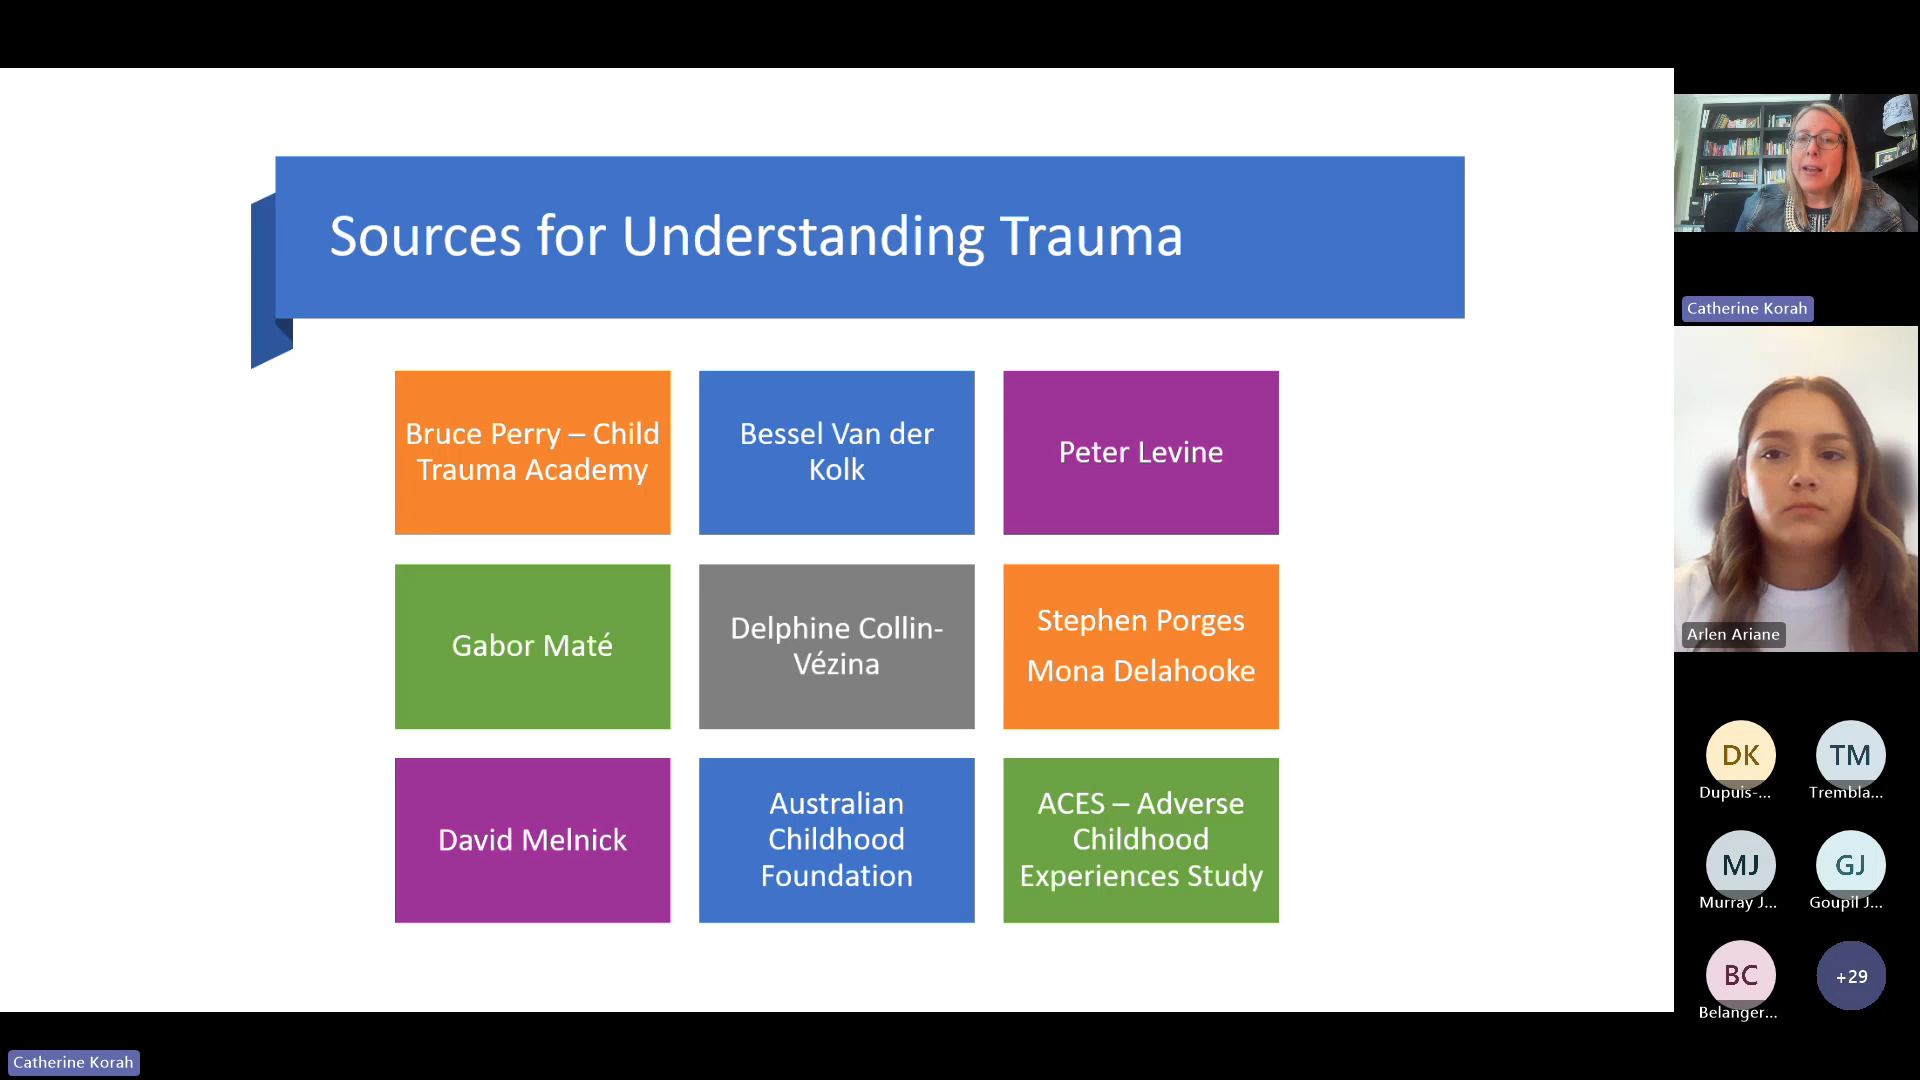 Sources for Understanding Trauma
Bruce Perry – Child
Trauma Academy
Bessel Van der
Kolk
Peter Levine
Gabor Maté
Delphine Collin-
Vézina
Stephen Porges
Mona Delahooke
David Melnick
Australian
Childhood
Foundation
ACES – Adverse
Childhood
Experiences Study
Catherine Korah
Arlen Ariane
DK
Dupuis-...
TM
Trembla...
MJ
Murray J...
GJ
Goupil J...
BC
Belanger...
+29
Catherine Korah